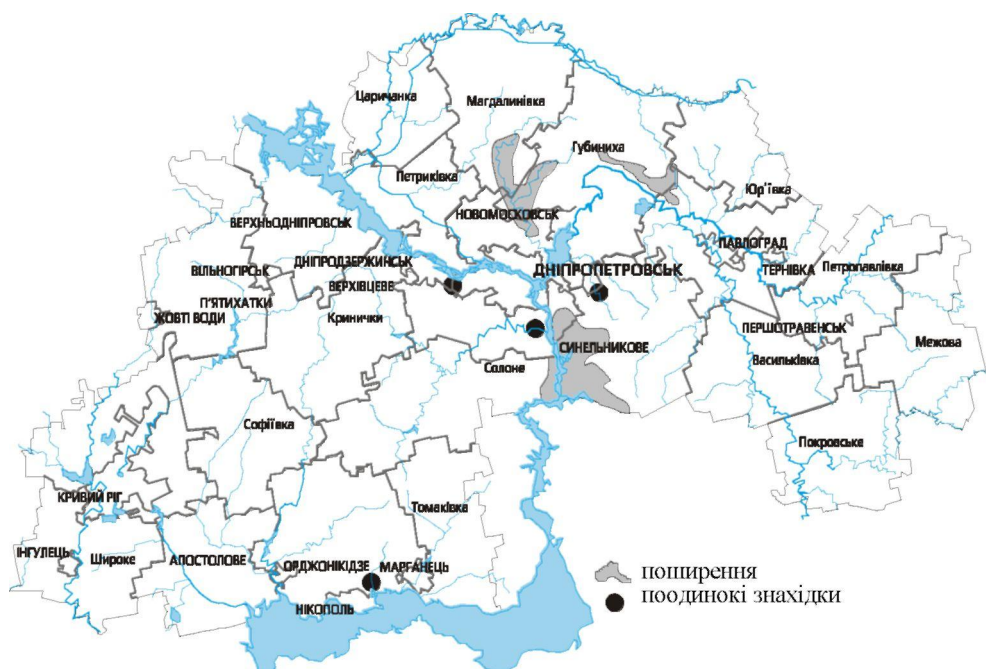 Царичанка
Магдалинівка
Губиниха
Петриківка
Юр'ївка
НОВОМОСКОВСЬК
ВЕРХНЬОДНІПРОВСЬК
ПАВЛОГРАД
ДНІПРОДЗЕРЖИНСЬК
ДНІПРОПЕТРОВСЬК
ТЕРНІВКА
Петропавлівка
ВІЛЬНОГІРСЬК
ВЕРХІВЦЕВЕ
П'ЯТИХАТКИ
ЖОВТІ ВОДИ
Кринички
ПЕРШОТРАВЕНСЬК
СИНЕЛЬНИКОВЕ
Межова
Васильківка
Солоне
Софіївка
Покровське
КРИВИЙ РІГ
Томаківка
ІНГУЛЕЦЬ
Широке
АПОСТОЛОВЕ
ОРДЖОНІКІДЗЕ
МАРГАНЕЦЬ
НІКОПОЛЬ
поширення
поодинокі знахідки